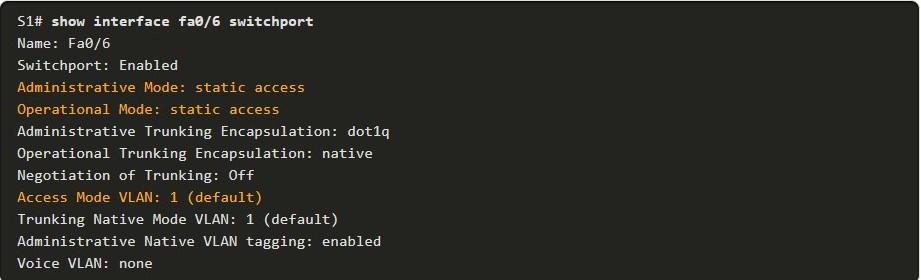 S1# show interface fa0/6 switchport
Name: Fa0/6
Switchport: Enabled
Administrative Mode: static access
Operational Mode: static access
Administrative Trunking Encapsulation: dot1q
Operational Trunking Encapsulation: native
Negotiation of Trunking: Off
Access Mode VLAN: 1 (default)
Trunking Native Mode VLAN: 1 (default)
Administrative Native VLAN tagging: enabled
Voice VLAN: none